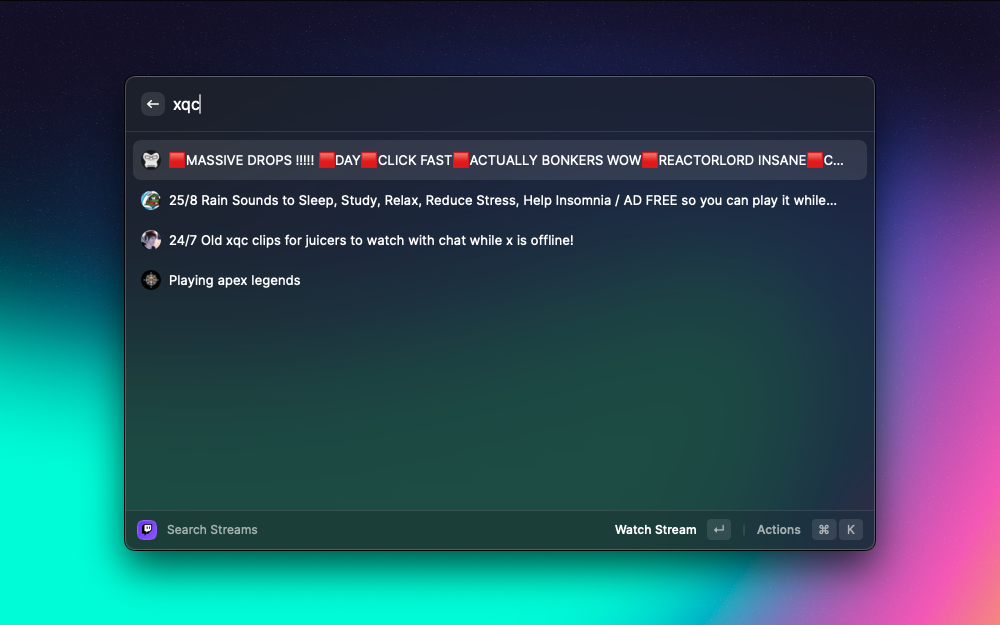 xqc
🟥MASSIVE DROPS !!!!! 🟥DAY🟥CLICK FAST🟥ACTUALLY BONKERS WOW🟥REACTORLORD INSANE🟥C...
25/8 Rain Sounds to Sleep, Study, Relax, Reduce Stress, Help Insomnia / AD FREE so you can play it while...
24/7 Old xqc clips for juicers to watch with chat while x is offline!
Playing apex legends
Search Streams Watch Stream ↵ Actions ⌘ K